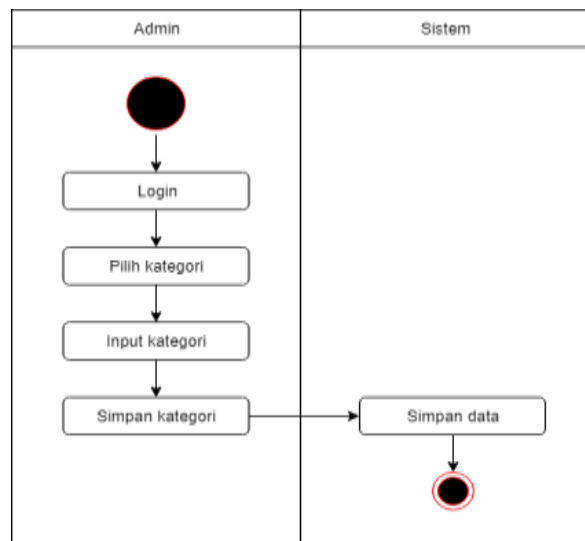 Admin
Sistem
Login
Pilih kategori
Input kategori
Simpan kategori
Simpan data